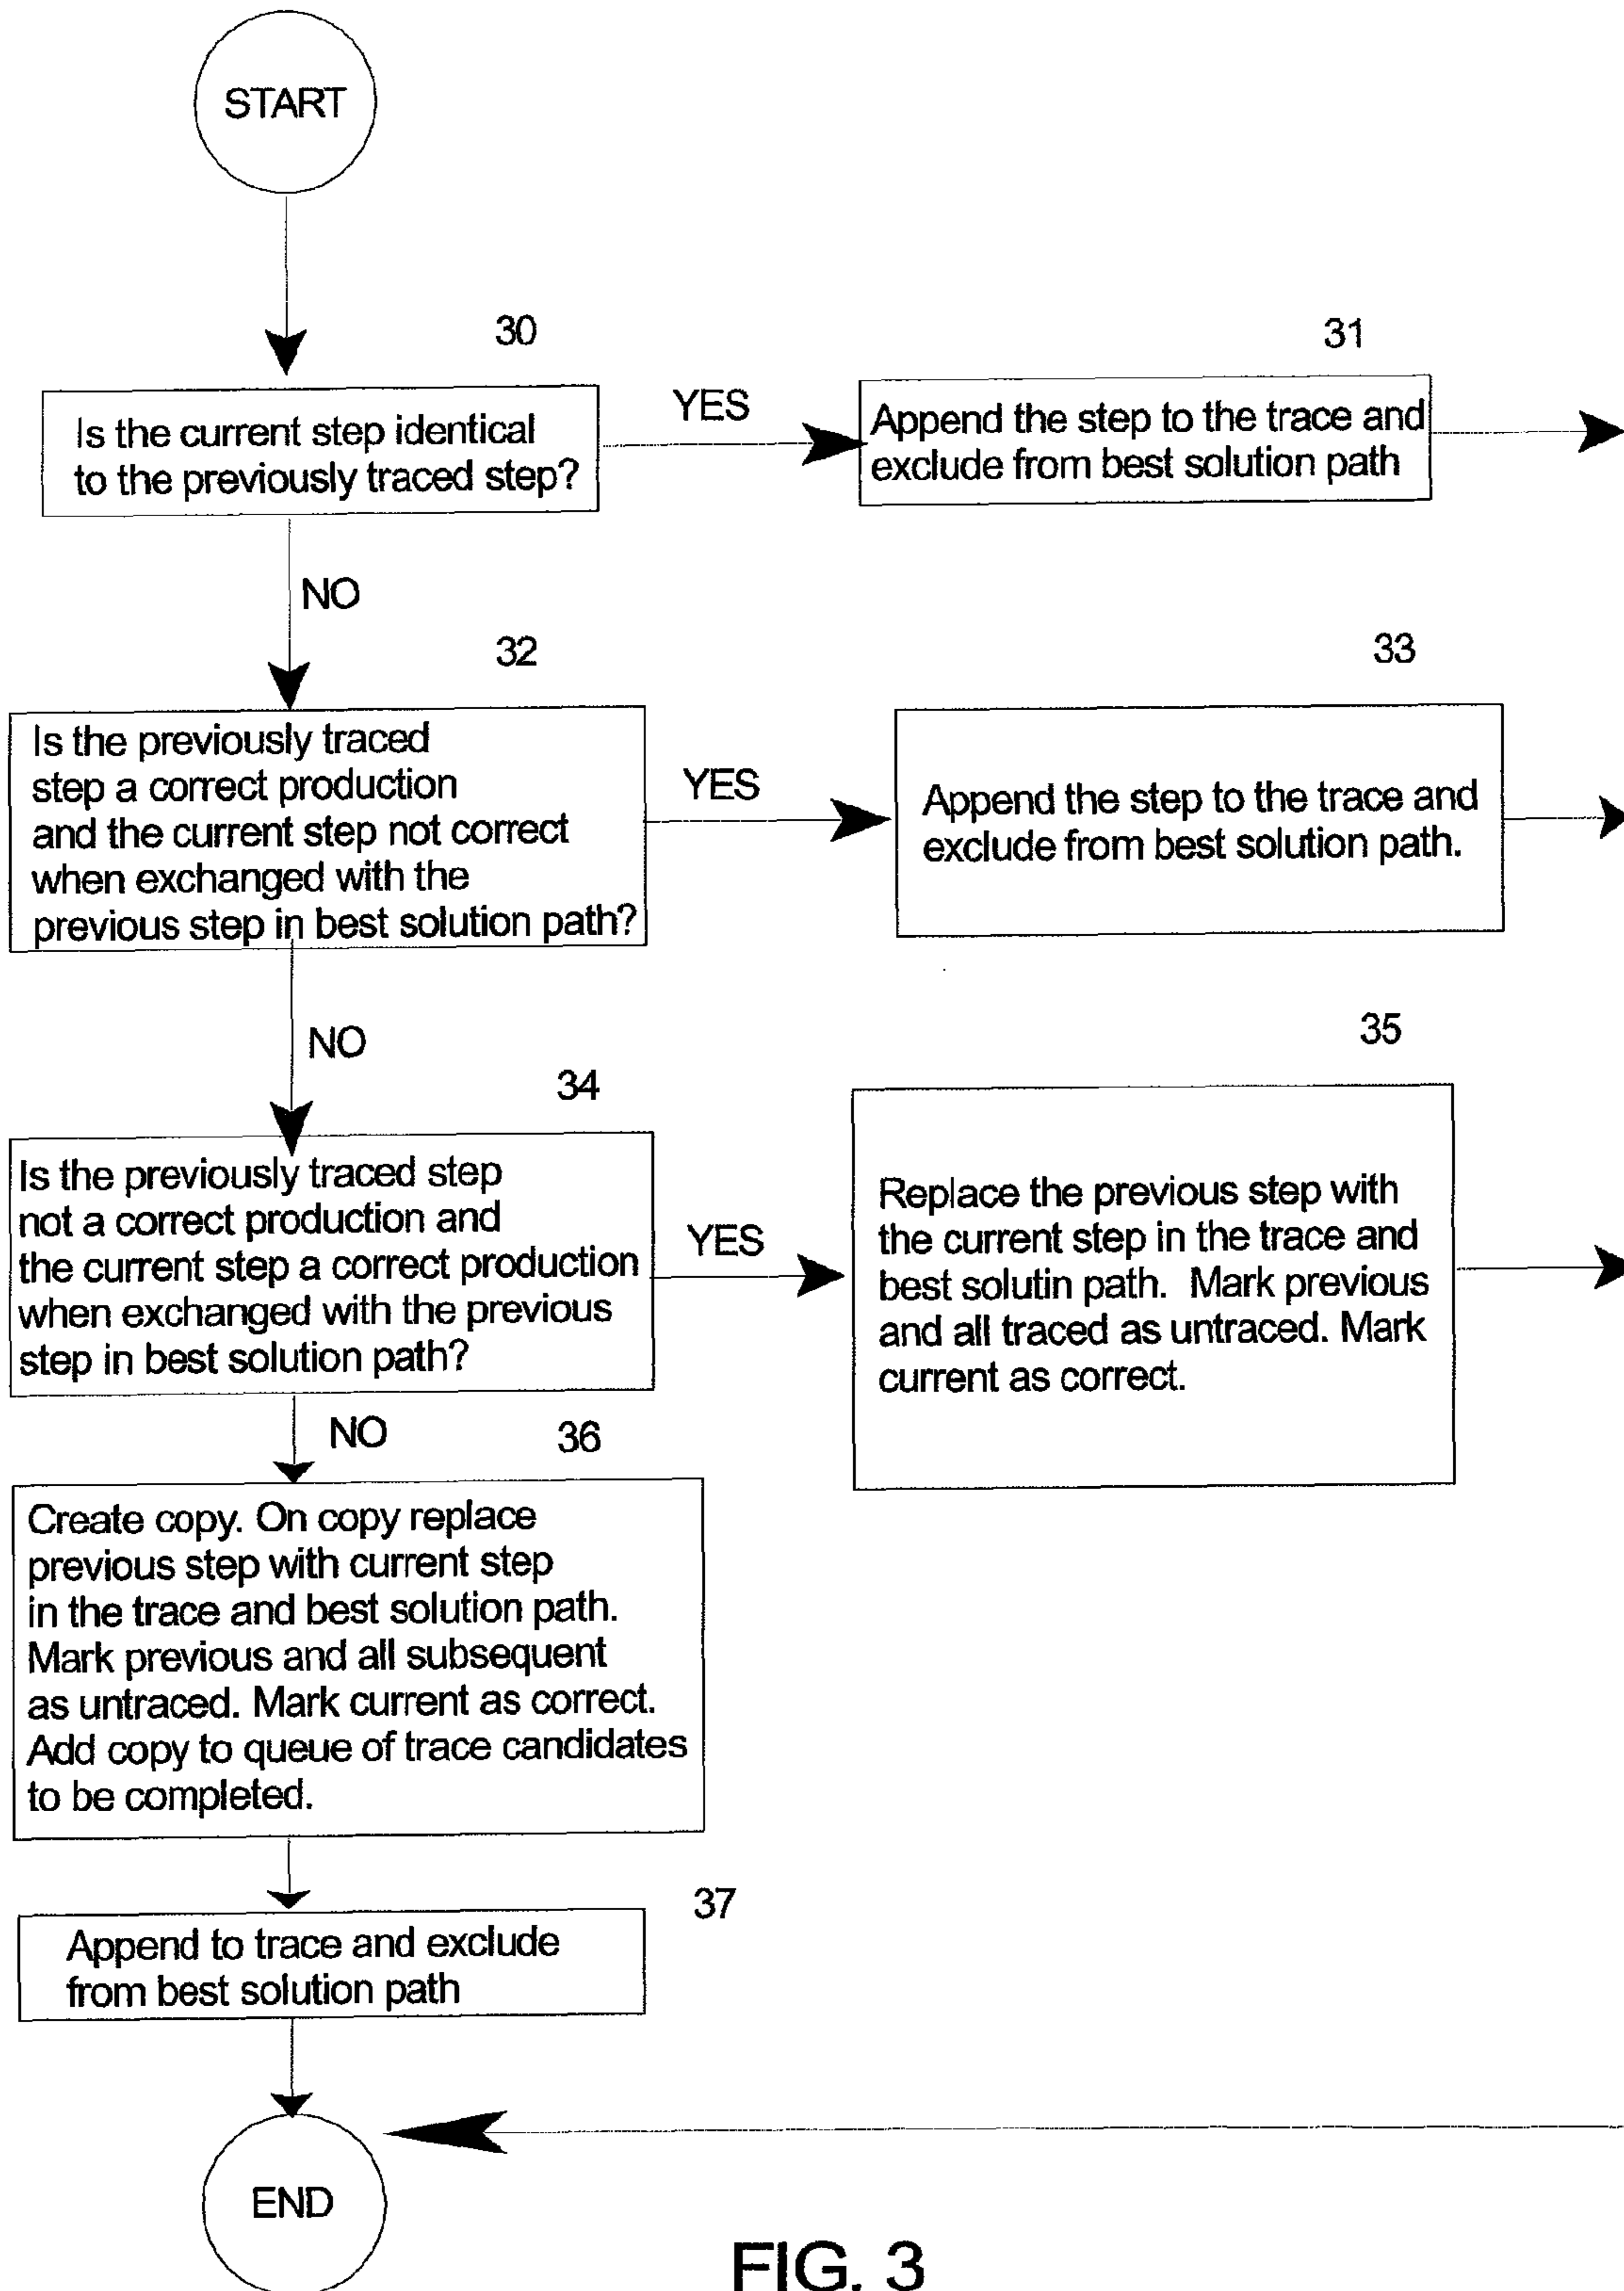 START
30
Is the current step identical
to the previously traced step?
YES
31
Append the step to the trace and
exclude from best solution path
NO
32
Is the previously traced
step a correct production
and the current step not correct
when exchanged with the
previous step in best solution path?
YES
33
Append the step to the trace and
exclude from best solution path.
NO
34
Is the previously traced step
not a correct production and
the current step a correct production
when exchanged with the previous
step in best solution path?
YES
35
Replace the previous step with
the current step in the trace and
best solutin path.  Mark previous
and all traced as untraced. Mark
current as correct.
NO
36
Create copy. On copy replace
previous step with current step
in the trace and best solution path.
Mark previous and all subsequent
as untraced. Mark current as correct.
Add copy to queue of trace candidates
to be completed.
37
Append to trace and exclude
from best solution path
END
FIG. 3